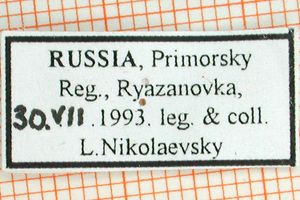 RUSSIA, Primorsky
Reg., Ryazanovka,
30.VII.1993. leg. & coll.
L.Nikolaevsky